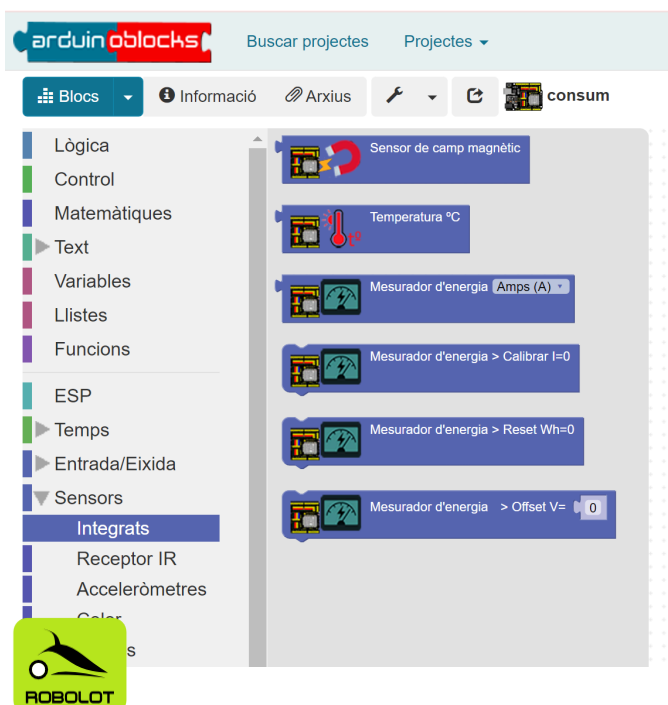 arduinoblocks
Buscar projectes
Projectes
Blocs
Informació
Arxius
consum
Lògica
Control
Matemàtiques
Text
Variables
Llistes
Funcions
ESP
Temps
Entrada/Eixida
Sensors
Integrats
Receptor IR
Acceleròmetres
Sensor de camp magnètic
Temperatura ºC
Mesurador d'energia Amps (A)
Mesurador d'energia > Calibrar I=0
Mesurador d'energia > Reset Wh=0
Mesurador d'energia > Offset V= 0
ROBOLOT